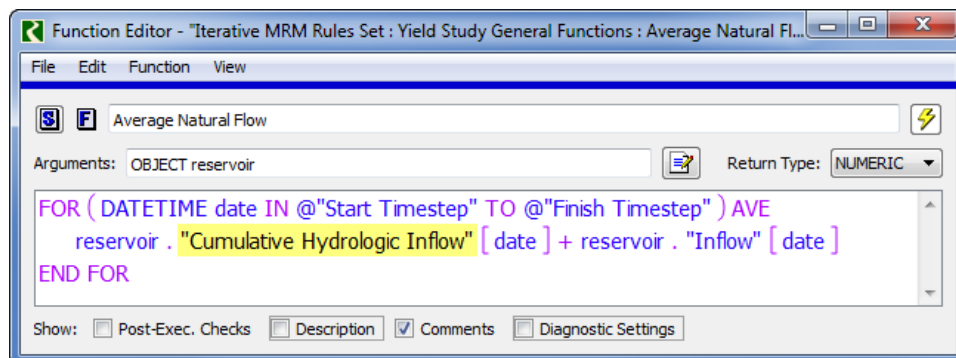 Function Editor - "Iterative MRM Rules Set : Yield Study General Functions : Average Natural Fl...
File Edit Function View
S F Average Natural Flow
Arguments: OBJECT reservoir Return Type: NUMERIC
FOR ( DATETIME date IN @"Start Timestep" TO @"Finish Timestep" ) AVE
reservoir . "Cumulative Hydrologic Inflow" [ date ] + reservoir . "Inflow" [ date ]
END FOR
Show: Post-Exec. Checks Description Comments Diagnostic Settings